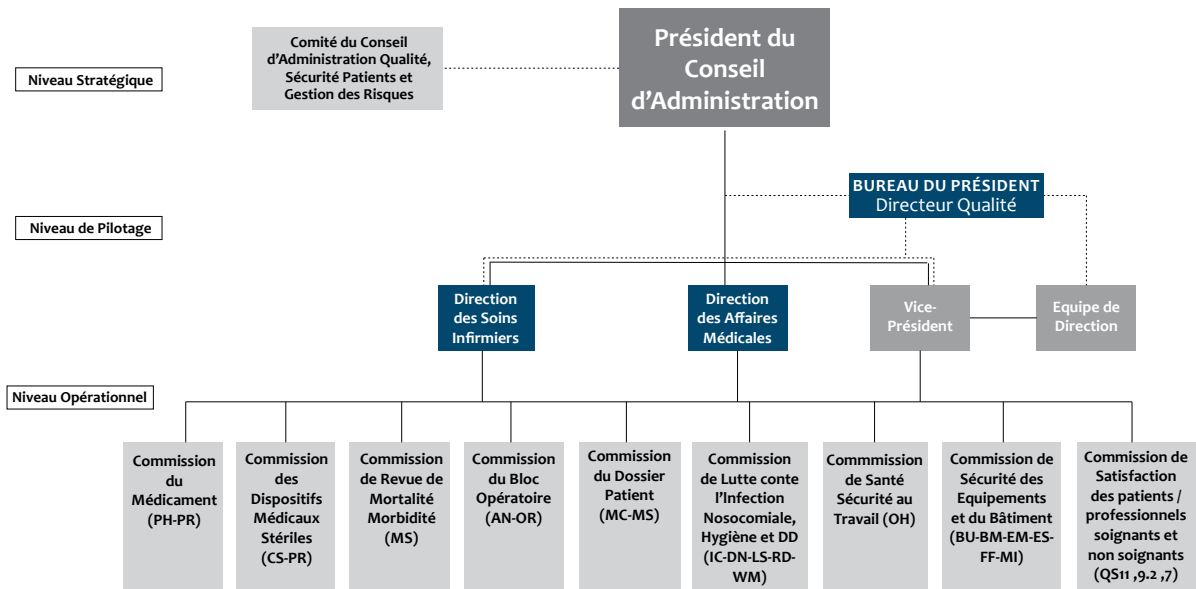 Niveau Stratégique
Comité du Conseil
d'Administration Qualité,
Sécurité Patients et
Gestion des Risques
Président du
Conseil
d'Administration
Niveau de Pilotage
BUREAU DU PRÉSIDENT
Directeur Qualité
Direction
des Soins
Infirmiers
Direction
des Affaires
Médicales
Vice-
Président
Equipe de
Direction
Niveau Opérationnel
Commission
du
Médicament
(PH-PR)
Commission
des
Dispositifs
Médicaux
Stériles
(CS-PR)
Commission
de Revue de
Mortalité
Morbidité
(MS)
Commission
du Bloc
Opératoire
(AN-OR)
Commission
du Dossier
Patient
(MC-MS)
Commission
de Lutte conte
l'Infection
Nosocomiale,
Hygiène et DD
(IC-DN-LS-RD-
WM)
Commmission
de Santé
Sécurité au
Travail (OH)
Commission de
Sécurité des
Equipements
et du Bâtiment
(BU-BM-EM-ES-
FF-MI)
Commission de
Satisfaction
des patients /
professionnels
soignants et
non soignants
(QS11 ,9.2 ,7)